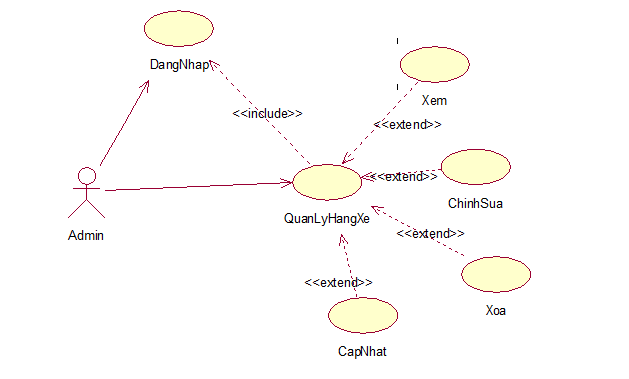 DangNhap
Xem
<<include>>
<<extend>>
<<extend>>
ChinhSua
QuanLyHangXe
Admin
<<extend>>
<<extend>>
Xoa
CapNhat